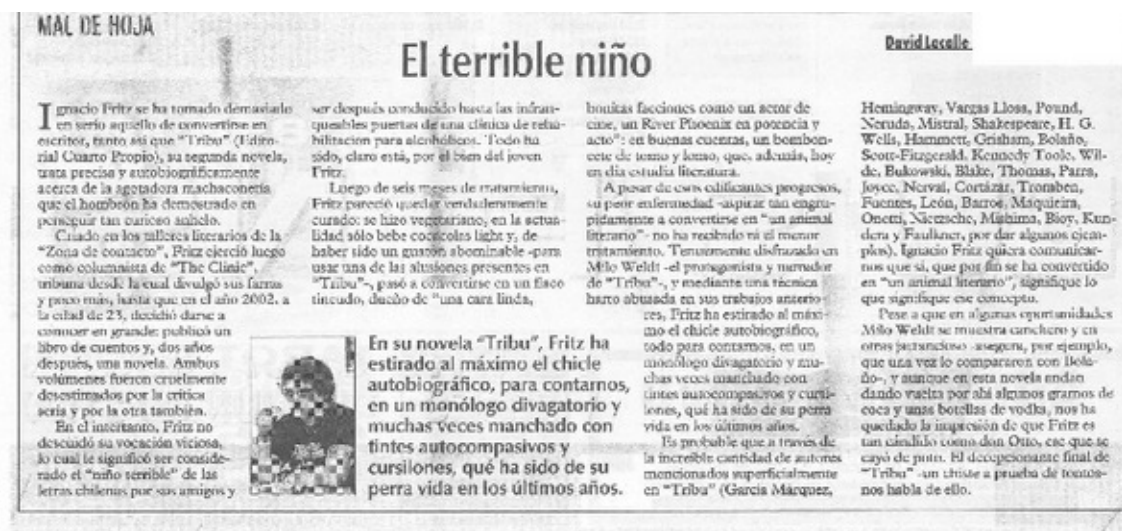 MAL DE HOJA
El terrible niño
David Lacalle
Ignacio Fritz se ha tomado demasiado
en serio aquello de convertirse en
escritor, tanto así que "Tribu" (Edito-
rial Cuarto Propio), su segunda novela,
trata precisa y autobiográficamente
acerca de la agotadora machaconería
que el hombrón ha demostrado en
perseguir tan curioso anhelo.
Criado en los talleres literarios de la
"Zona de contacto", Fritz ejerció luego
como columnista de "The Clinic",
tribuna desde la cual divulgó sus farras
y poco más, hasta que en el año 2002, a
la edad de 23, decidió darse a
conocer en grande: publicó un
libro de cuentos y, dos años
después, una novela. Ambos
volúmenes fueron cruelmente
desestimados por la crítica
seria y por la otra también.
En el intertanto, Fritz no
descuidó su vocación viciosa,
lo cual le significó ser conside-
rado el "niño terrible" de las
letras chilenas por sus amigos y
ser después conducido hasta las infran-
queables puertas de una clínica de reha-
bilitación para alcohólicos. Todo ha
sido, claro está, por el bien del joven
Fritz.
Luego de seis meses de tratamiento,
Fritz pareció quedar verdaderamente
curado: se hizo vegetariano, en la actua-
lidad sólo bebe cocacolas light y, de
haber sido un guatón abominable -para
usar una de las alusiones presentes en
"Tribu"-, pasó a convertirse en un flaco
tincudo, dueño de "una cara linda,
En su novela "Tribu", Fritz ha
estirado al máximo el chicle
autobiográfico, para contarnos,
en un monólogo divagatorio y
muchas veces manchado con
tintes autocompasivos y
cursilones, qué ha sido de su
perra vida en los últimos años.
bonitas facciones como un actor de
cine, un River Phoenix en potencia y
acto": en buenas cuentas, un bombon-
cete de tomo y lomo, que, además, hoy
en día estudia literatura.
A pesar de esos edificantes progresos,
su peor enfermedad -aspirar tan engru-
pidamente a convertirse en "un animal
literario"- no ha recibido ni el menor
tratamiento. Tenuemente disfrazado en
Milo Weldt -el protagonista y narrador
de "Tribu"-, y mediante una técnica
harto abusada en sus trabajos anterio-
res, Fritz ha estirado al máxi-
mo el chicle autobiográfico,
todo para contarnos, en un
monólogo divagatorio y mu-
chas veces manchado con
tintes autocompasivos y cursi-
lones, qué ha sido de su perra
vida en los últimos años.
Es probable que a través de
la increíble cantidad de autores
mencionados superficialmente
en "Tribu" (García Márquez,
Hemingway, Vargas Llosa, Pound,
Neruda, Mistral, Shakespeare, H. G.
Wells, Hammett, Grisham, Bolaño,
Scott-Fitzgerald, Kennedy Toole, Wil-
de, Bukowski, Blake, Thomas, Parra,
Joyce, Nerval, Cortázar, Tromben,
Fuentes, León, Barros, Maquieira,
Onetti, Nietzsche, Mishima, Bioy, Kun-
dera y Faulkner, por dar algunos ejem-
plos), Ignacio Fritz quiera comunicar-
nos que sí, que por fin se ha convertido
en "un animal literario", signifique lo
que signifique ese concepto.
Pese a que en algunas oportunidades
Milo Weldt se muestra canchero y en
otras petencioso -asegura, por ejemplo,
que una vez lo compararon con Bola-
ño-, y aunque en esta novela andan
dando vuelta por ahí algunos gramos de
coca y unas botellas de vodka, nos ha
quedado la impresión de que Fritz es
tan cándido como don Otto, ese que se
cayó de puto. El decepcionante final de
"Tribu" -un chiste a prueba de tontos-
nos habla de ello.